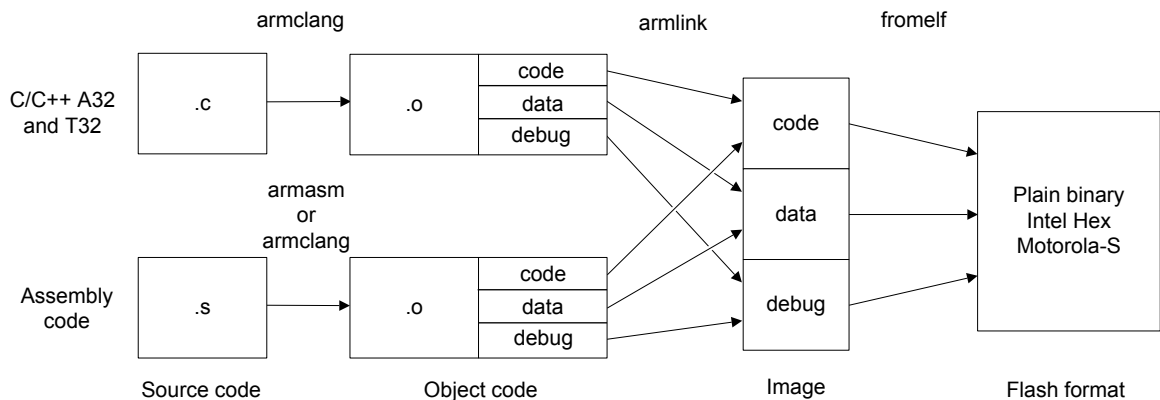 armclang
armlink
fromelf
C/C++ A32
and T32
.c
.o
code
data
debug
armasm
or
armclang
Assembly
code
.s
.o
code
data
debug
code
data
debug
Plain binary
Intel Hex
Motorola-S
Source code
Object code
Image
Flash format